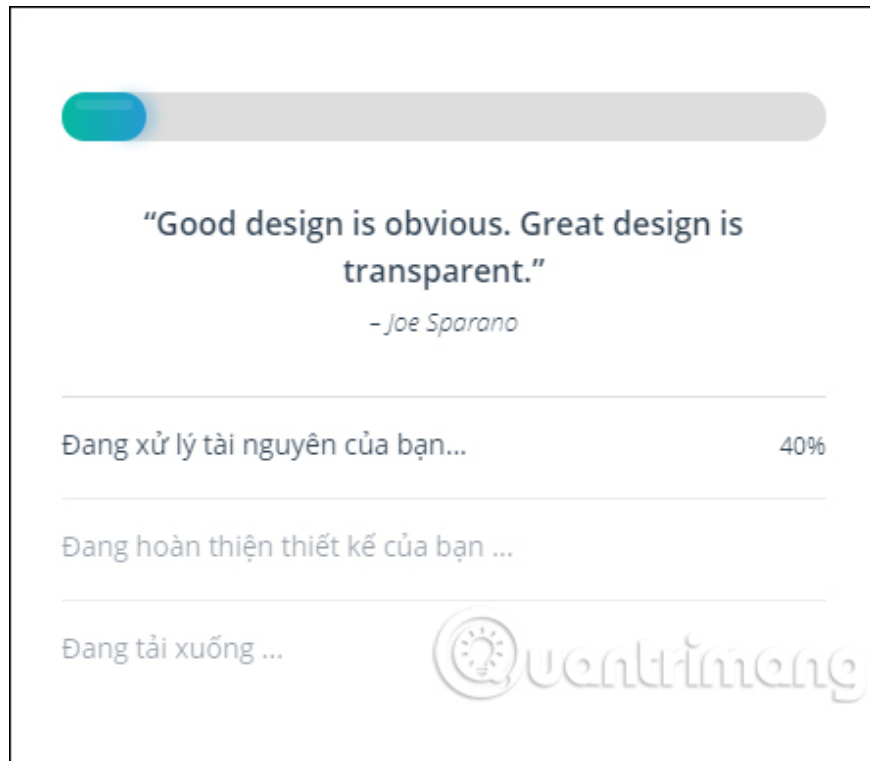 “Good design is obvious. Great design is
transparent.”
– Joe Sparano
Đang xử lý tài nguyên của bạn... 40%
Đang hoàn thiện thiết kế của bạn ...
Đang tải xuống ...
Quantrimang